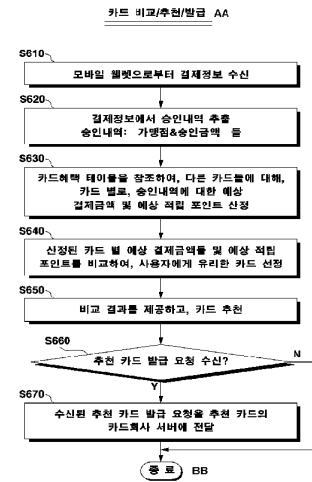 카드 비교/추천/발급 AA
S610
모바일 월렛으로부터 결제정보 수신
S620
결제정보에서 승인내역 추출
승인내역: 가맹점&승인금액 등
S630
카드혜택 테이블을 참조하여, 다른 카드들에 대해,
카드 별로, 승인내역에 대한 예상
결제금액 및 예상 적립 포인트 산정
S640
산정된 카드 별 예상 결제금액들 및 예상 적립
포인트를 비교하여, 사용자에게 유리한 카드 선정
S650
비교 결과를 제공하고, 카드 추천
S660
추천 카드 발급 요청 수신?
N
Y
S670
수신된 추천 카드 발급 요청을 추천 카드의
카드회사 서버에 전달
종 료 BB